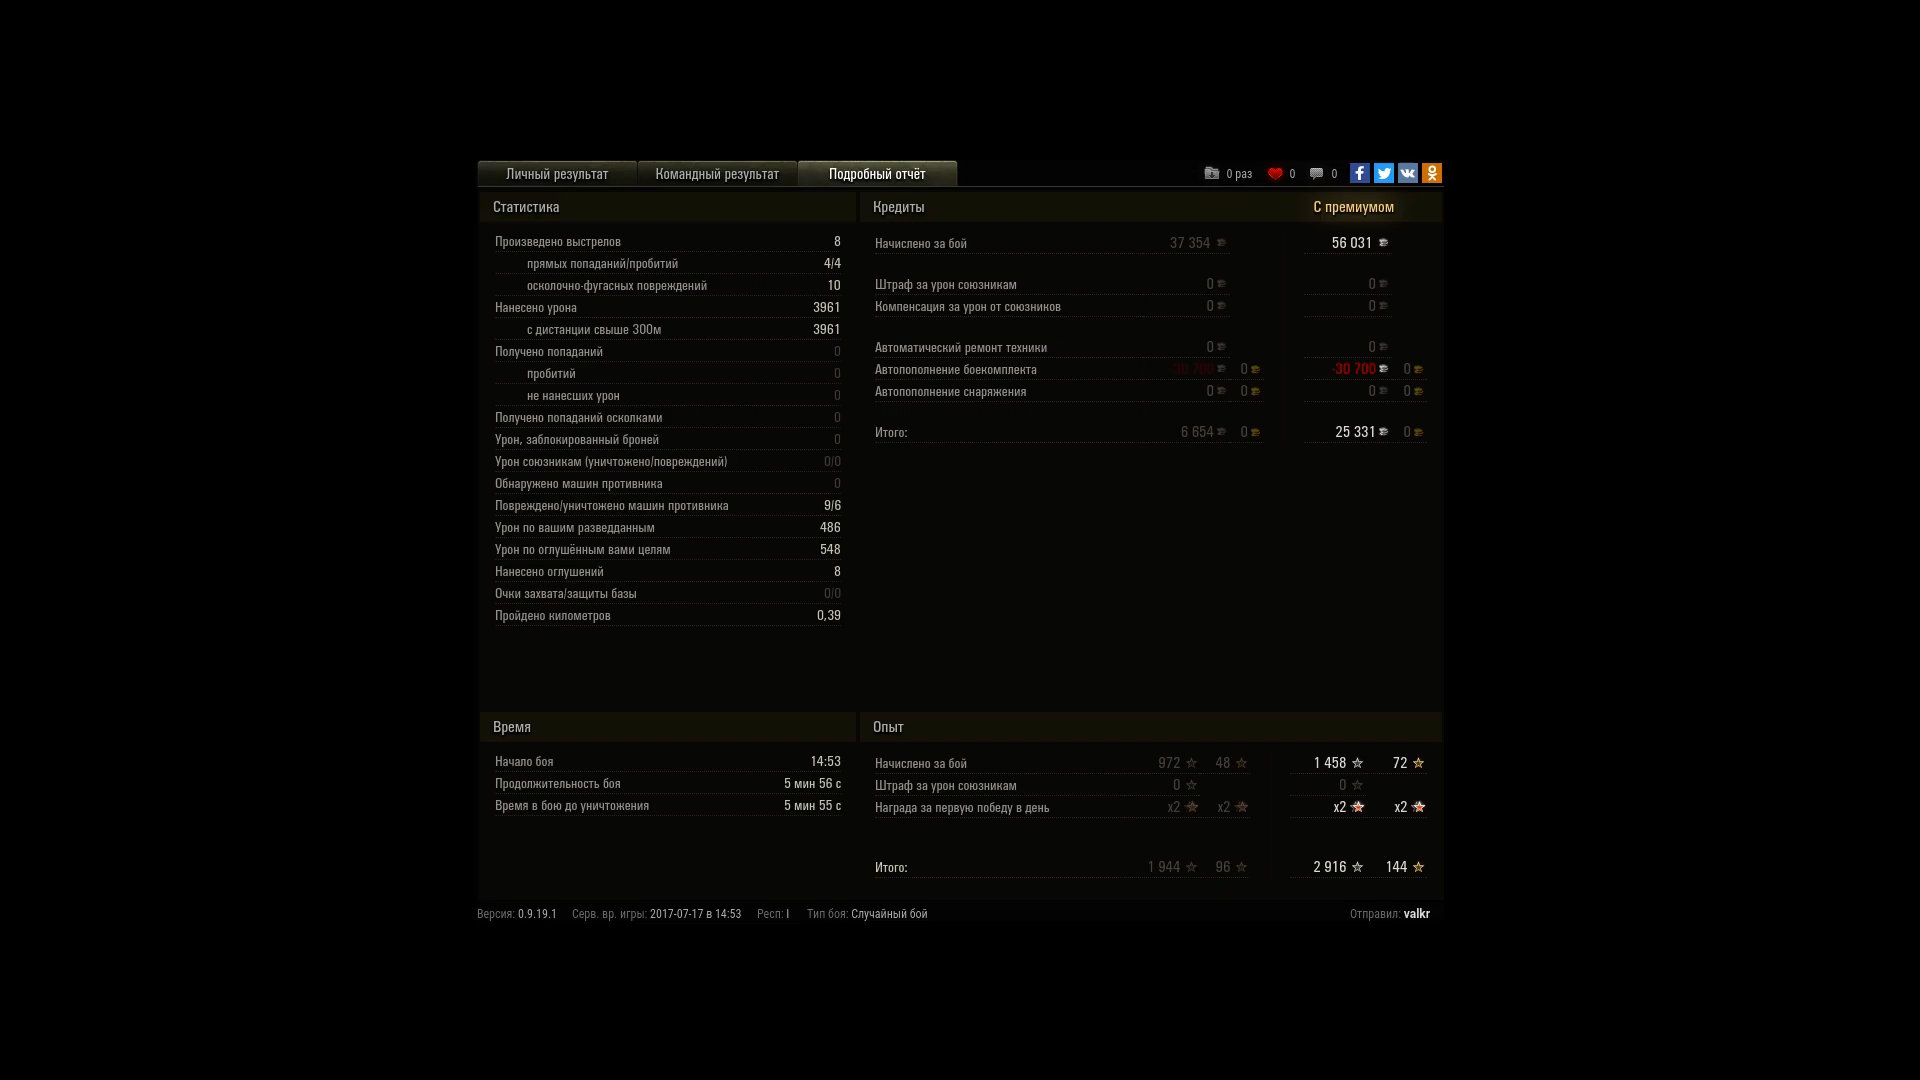 Личный результат Командный результат Подробный отчёт 0 раз 0 0
Статистика
Произведено выстрелов 8
прямых попаданий/пробитий 4/4
осколочно-фугасных повреждений 10
Нанесено урона 3961
с дистанции свыше 300м 3961
Получено попаданий 0
пробитий 0
не нанесших урон 0
Получено попаданий осколками 0
Урон, заблокированный броней 0
Урон союзникам (уничтожено/повреждений) 0/0
Обнаружено машин противника 0
Повреждено/уничтожено машин противника 9/6
Урон по вашим разведданным 486
Урон по оглушённым вами целям 548
Нанесено оглушений 8
Очки захвата/защиты базы 0/0
Пройдено километров 0,39
Кредиты С премиумом
Начислено за бой 37 354 56 031
Штраф за урон союзникам 0 0
Компенсация за урон от союзников 0 0
Автоматический ремонт техники 0 0
Автопополнение боекомплекта -30 700 0 -30 700 0
Автопополнение снаряжения 0 0 0 0
Итого: 6 654 0 25 331 0
Время
Начало боя 14:53
Продолжительность боя 5 мин 56 с
Время в бою до уничтожения 5 мин 55 с
Опыт
Начислено за бой 972 48 1 458 72
Штраф за урон союзникам 0 0
Награда за первую победу в день x2 x2 x2 x2
Итого: 1 944 96 2 916 144
Версия: 0.9.19.1 Серв. вр. игры: 2017-07-17 в 14:53 Респ: I Тип боя: Случайный бой Отправил: valkr